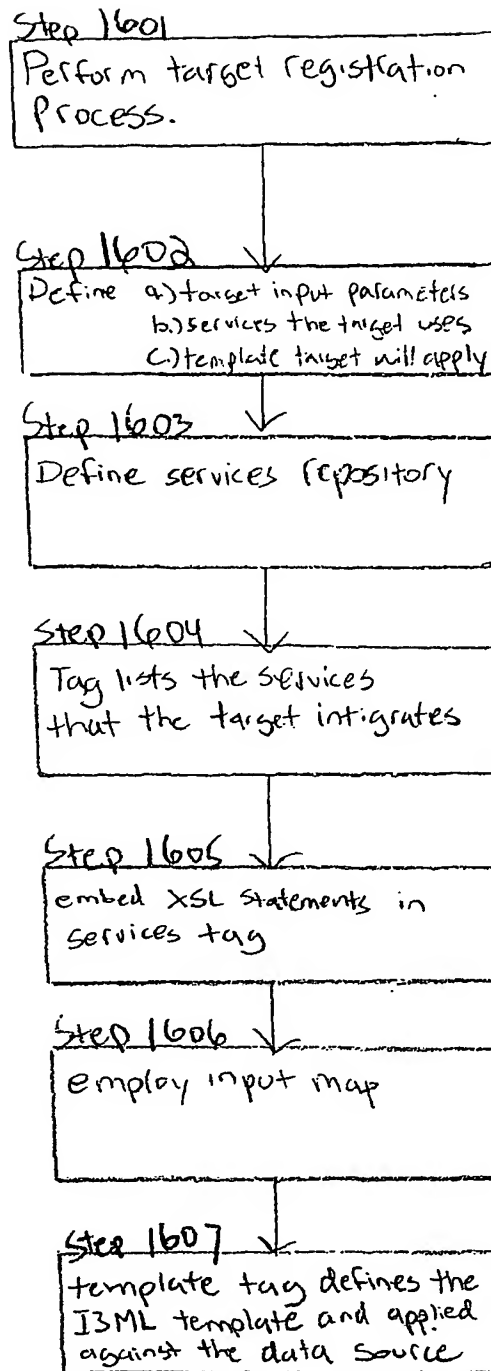 Step 1601
Perform target registration
Process.
Step 1602
Define a.) target input parameters
b.) services the target uses
c.) template target will apply
Step 1603
Define services repository
Step 1604
Tag lists the services
that the target intigrates
Step 1605
embed XSL statements in
services tag
Step 1606
employ input map
Step 1607
template tag defines the
I3ML template and applied
against the data source